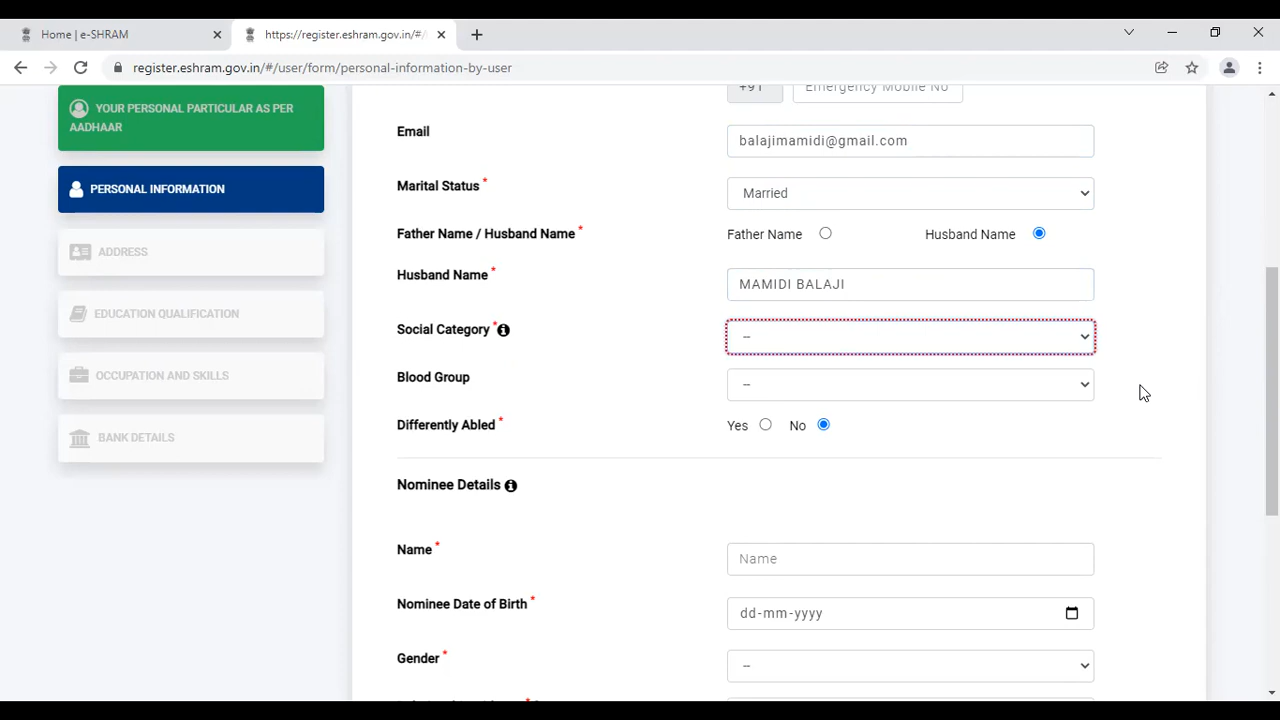 Home | e-SHRAM
https://register.eshram.gov.in/#/
register.eshram.gov.in/#/user/form/personal-information-by-user
YOUR PERSONAL PARTICULAR AS PER
AADHAAR
PERSONAL INFORMATION
ADDRESS
EDUCATION QUALIFICATION
OCCUPATION AND SKILLS
BANK DETAILS
+91 Emergency Mobile No
Email balajimamidi@gmail.com
Marital Status * Married
Father Name / Husband Name * Father Name Husband Name
Husband Name * MAMIDI BALAJI
Social Category * --
Blood Group --
Differently Abled * Yes No
Nominee Details
Name * Name
Nominee Date of Birth * dd-mm-yyyy
Gender * --